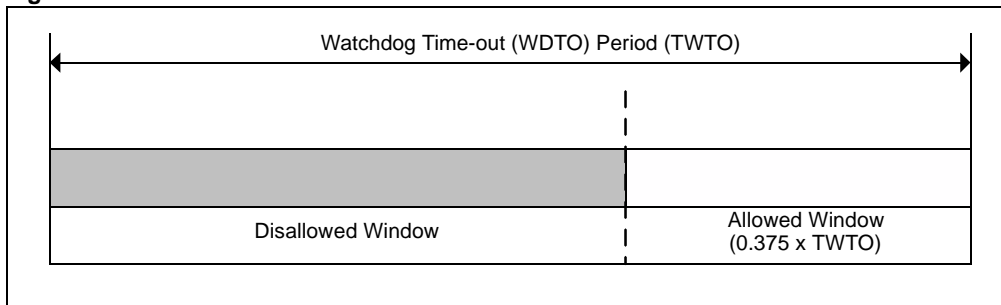 Watchdog Time-out (WDTO) Period (TWTO)
Disallowed Window
Allowed Window
(0.375 x TWTO)